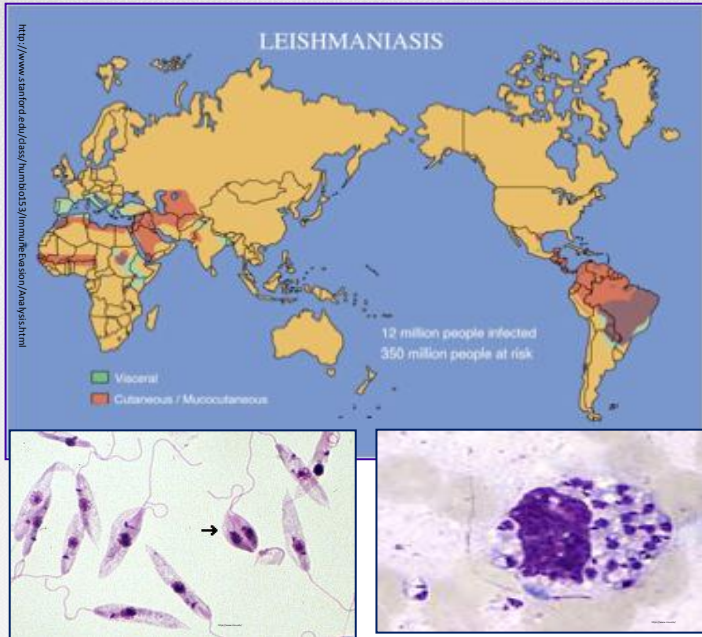 LEISHMANIASIS
http://www.stanford.edu/class/humbio153/ImmuneEvasion/Analysis.html
12 million people infected
350 million people at risk
Visceral
Cutaneous / Mucocutaneous